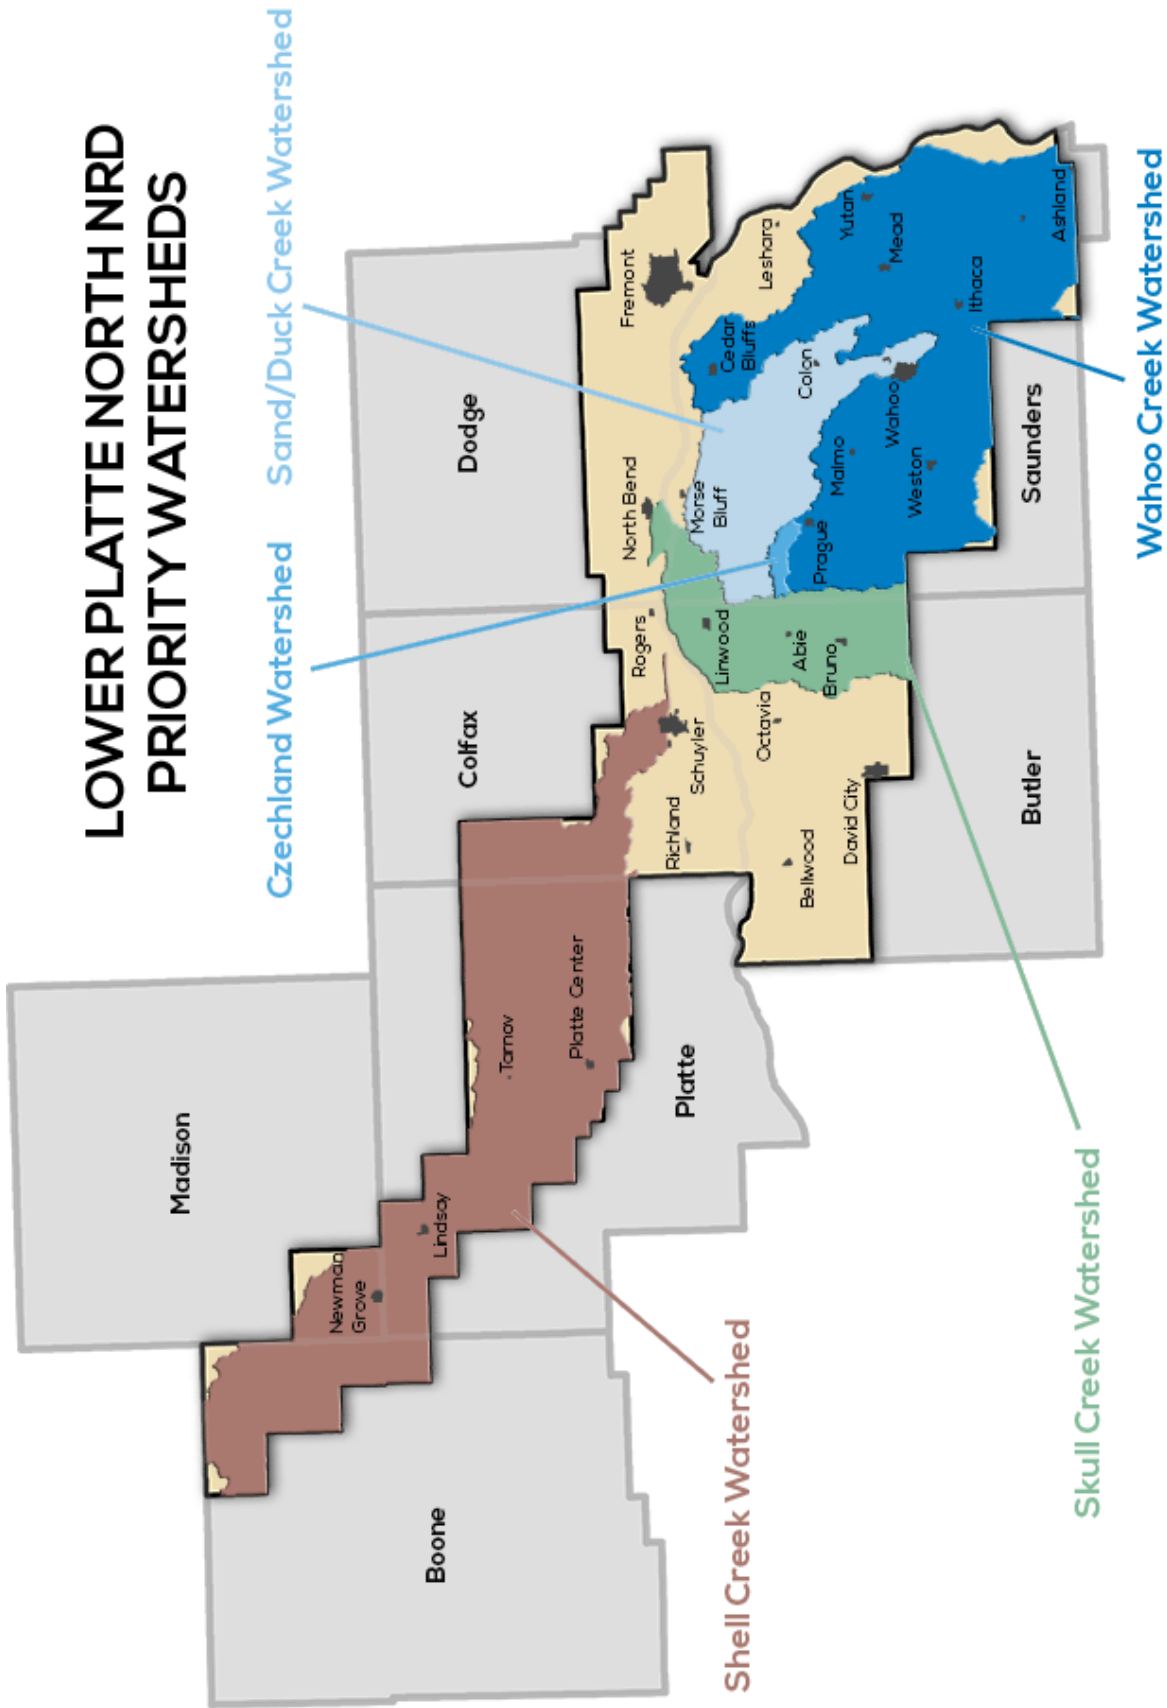 LOWER PLATTE NORTH NRD
PRIORITY WATERSHEDS
Czechland Watershed
Sand/Duck Creek Watershed
Madison
Colfax
Dodge
Boone
Platte
Butler
Saunders
Newman
Grove
Lindsay
Tarnov
Platte Center
Richland
Schuyler
Rogers
North Bend
Fremont
Morse
Bluff
Cedar
Bluffs
Leshara
Linwood
Colon
Yutan
Octavia
Abie
Bruno
Prague
Malmo
Wahoo
Mead
Bellwood
David City
Weston
Ithaca
Ashland
Shell Creek Watershed
Skull Creek Watershed
Wahoo Creek Watershed